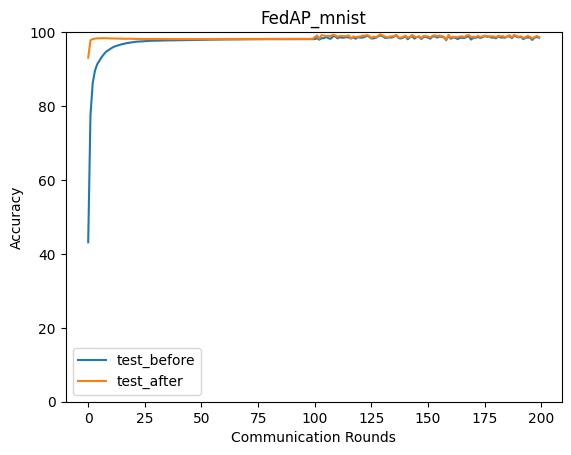 FedAP_mnist
Accuracy
100
80
60
40
20
0
test_before
test_after
0 25 50 75 100 125 150 175 200
Communication Rounds